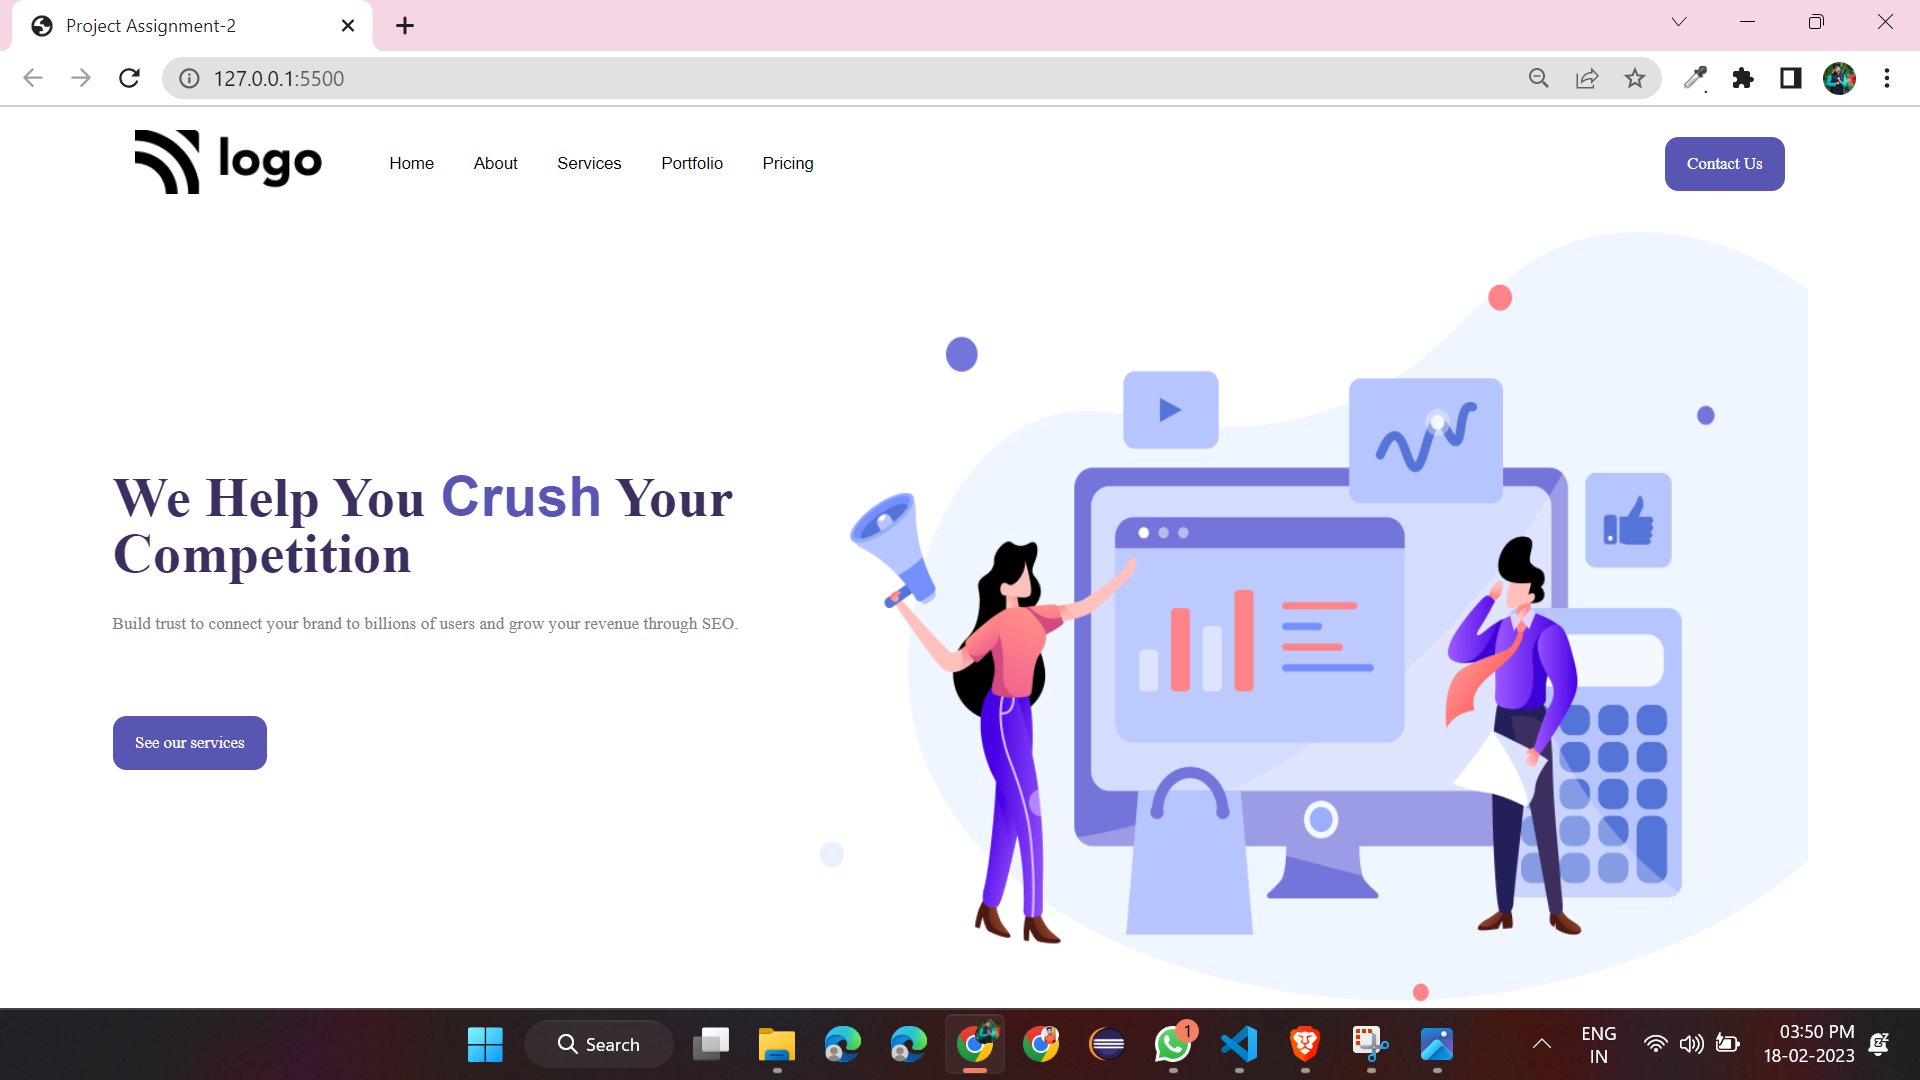 Project Assignment-2
127.0.0.1:5500
logo
Home About Services Portfolio Pricing
Contact Us
We Help You Crush Your
Competition
Build trust to connect your brand to billions of users and grow your revenue through SEO.
See our services
Search
1
ENG
IN
03:50 PM
18-02-2023